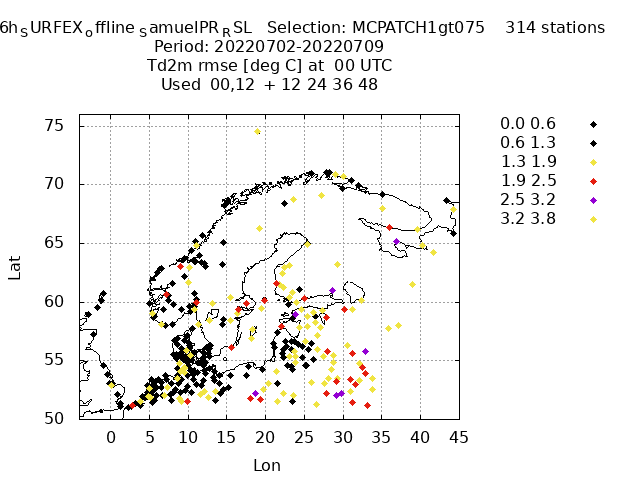 6h_SURFEX_offline_SamuelPR_RSL Selection: MCPATCH1gt075 314 stations
Period: 20220702-20220709
Td2m rmse [deg C] at 00 UTC
Used 00,12 + 12 24 36 48
75
70
65
60
55
50
0 5 10 15 20 25 30 35 40 45
Lat
Lon
0.0 0.6
0.6 1.3
1.3 1.9
1.9 2.5
2.5 3.2
3.2 3.8